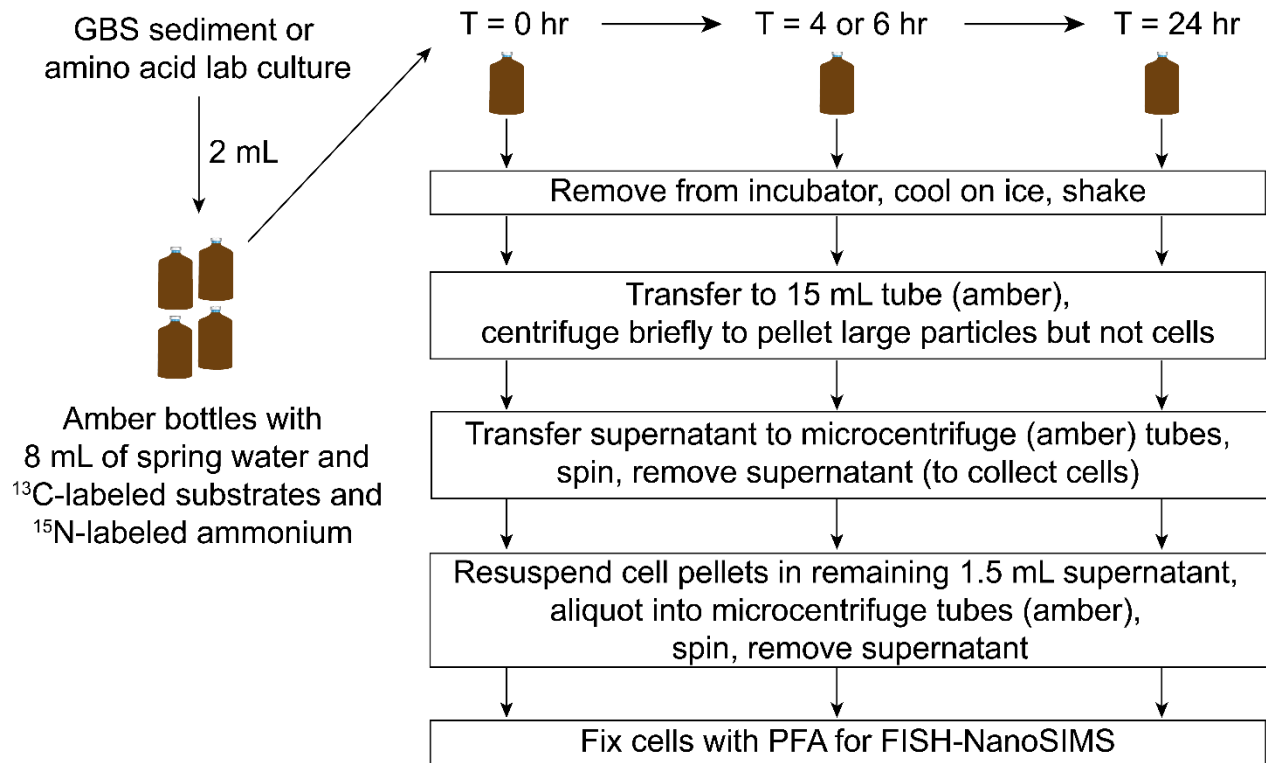 GBS sediment or
amino acid lab culture
2 mL
Amber bottles with
8 mL of spring water and
¹³C-labeled substrates and
¹⁵N-labeled ammonium
T = 0 hr
T = 4 or 6 hr
T = 24 hr
Remove from incubator, cool on ice, shake
Transfer to 15 mL tube (amber),
centrifuge briefly to pellet large particles but not cells
Transfer supernatant to microcentrifuge (amber) tubes,
spin, remove supernatant (to collect cells)
Resuspend cell pellets in remaining 1.5 mL supernatant,
aliquot into microcentrifuge tubes (amber),
spin, remove supernatant
Fix cells with PFA for FISH-NanoSIMS